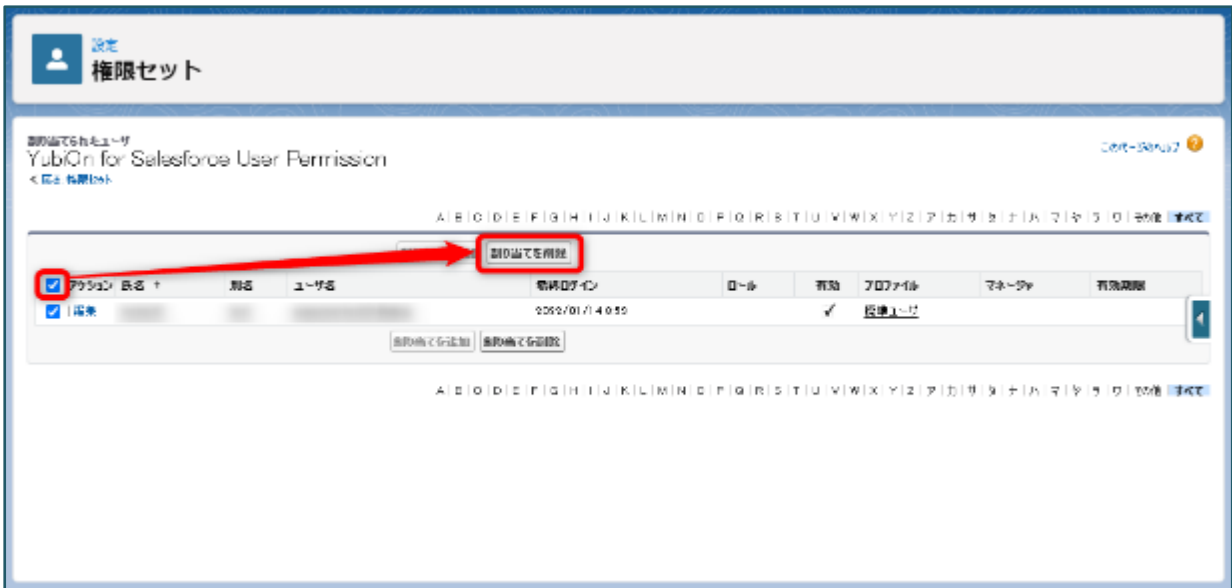 設定
権限セット
割り当てられたユーザ
YubiOn for Salesforce User Permission
このページのヘルプ
« 戻る: 権限セット
A | B | C | D | E | F | G | H | I | J | K | L | M | N | O | P | Q | R | S | T | U | V | W | X | Y | Z | ア | カ | サ | タ | ナ | ハ | マ | ヤ | ラ | ワ | その他 | すべて
割り当てを削除
アクション 氏名 ↑ 別名 ユーザ名 最終ログイン ロール 有効 プロファイル マネージャ 有効期限
編集 ✓ 標準ユーザ
割り当てを追加 割り当てを削除
A | B | C | D | E | F | G | H | I | J | K | L | M | N | O | P | Q | R | S | T | U | V | W | X | Y | Z | ア | カ | サ | タ | ナ | ハ | マ | ヤ | ラ | ワ | その他 | すべて